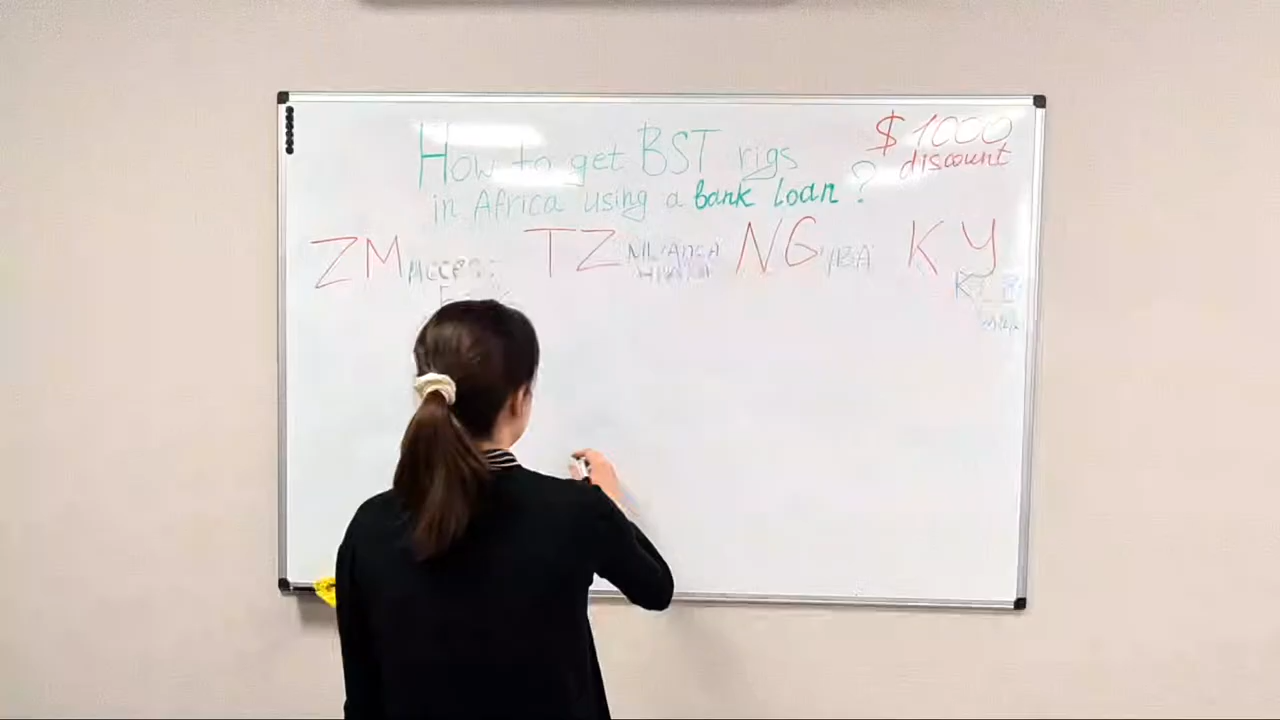 $ 1000
discount
How to get BST rigs
in Africa using a bank loan ?
ZM TZ NG KY